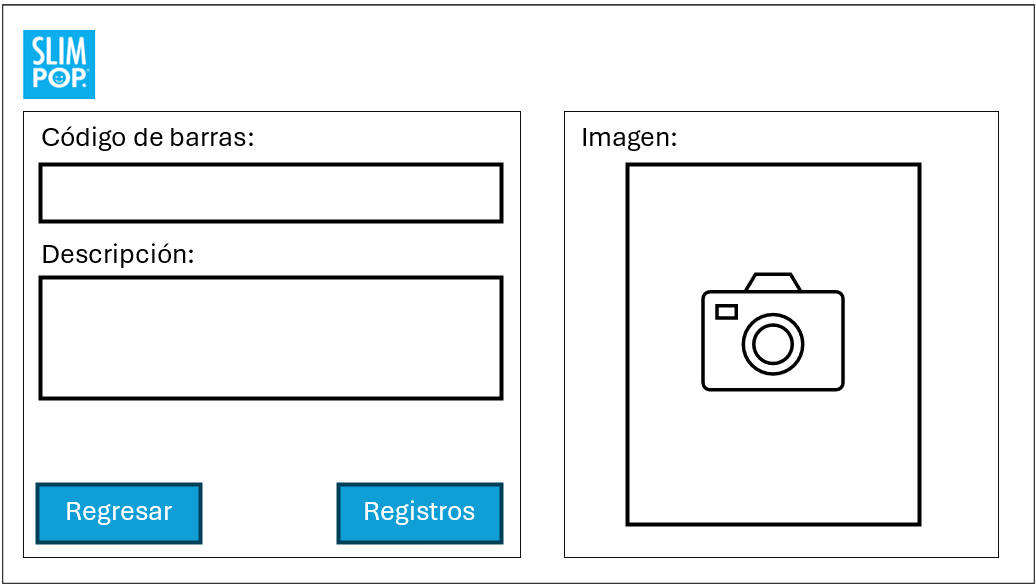 SLIM
POP.
Código de barras:
Descripción:
Regresar
Registros
Imagen: